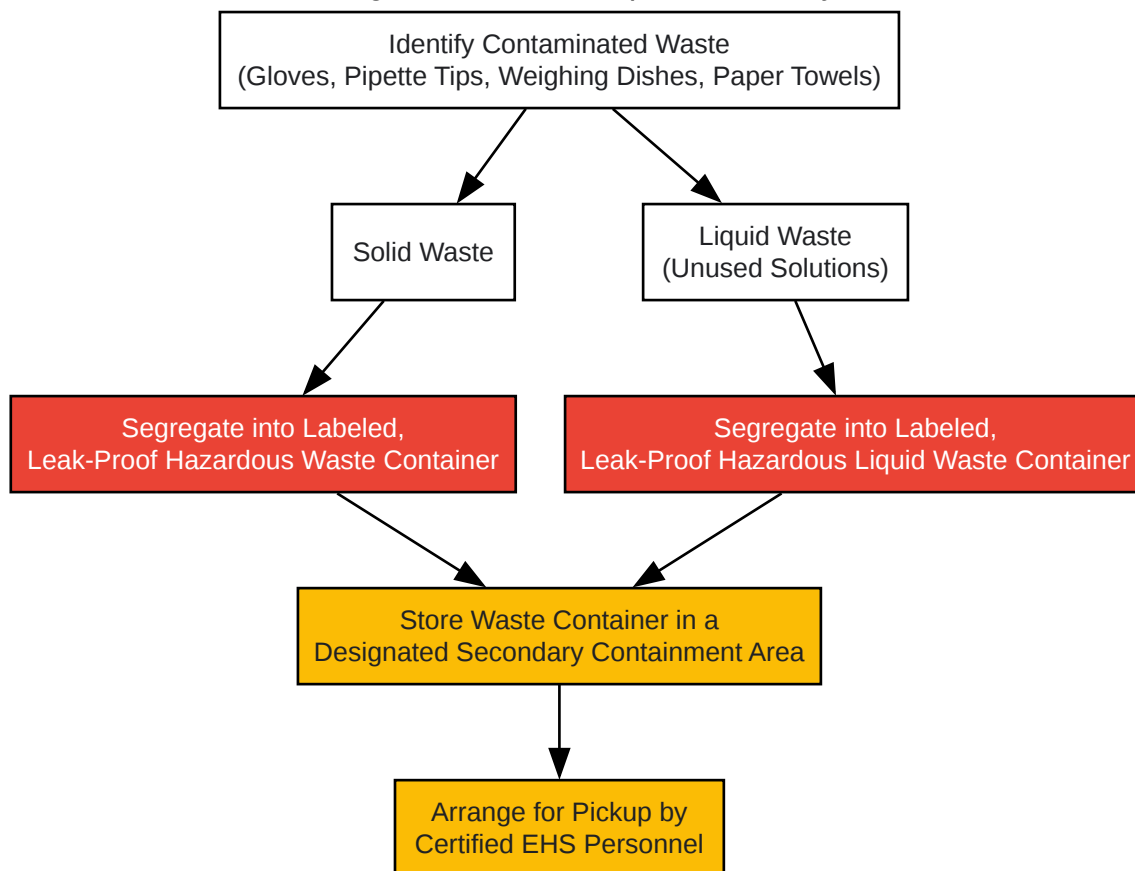 Identify Contaminated Waste
(Gloves, Pipette Tips, Weighing Dishes, Paper Towels)
Solid Waste
Liquid Waste
(Unused Solutions)
Segregate into Labeled,
Leak-Proof Hazardous Waste Container
Segregate into Labeled,
Leak-Proof Hazardous Liquid Waste Container
Store Waste Container in a
Designated Secondary Containment Area
Arrange for Pickup by
Certified EHS Personnel